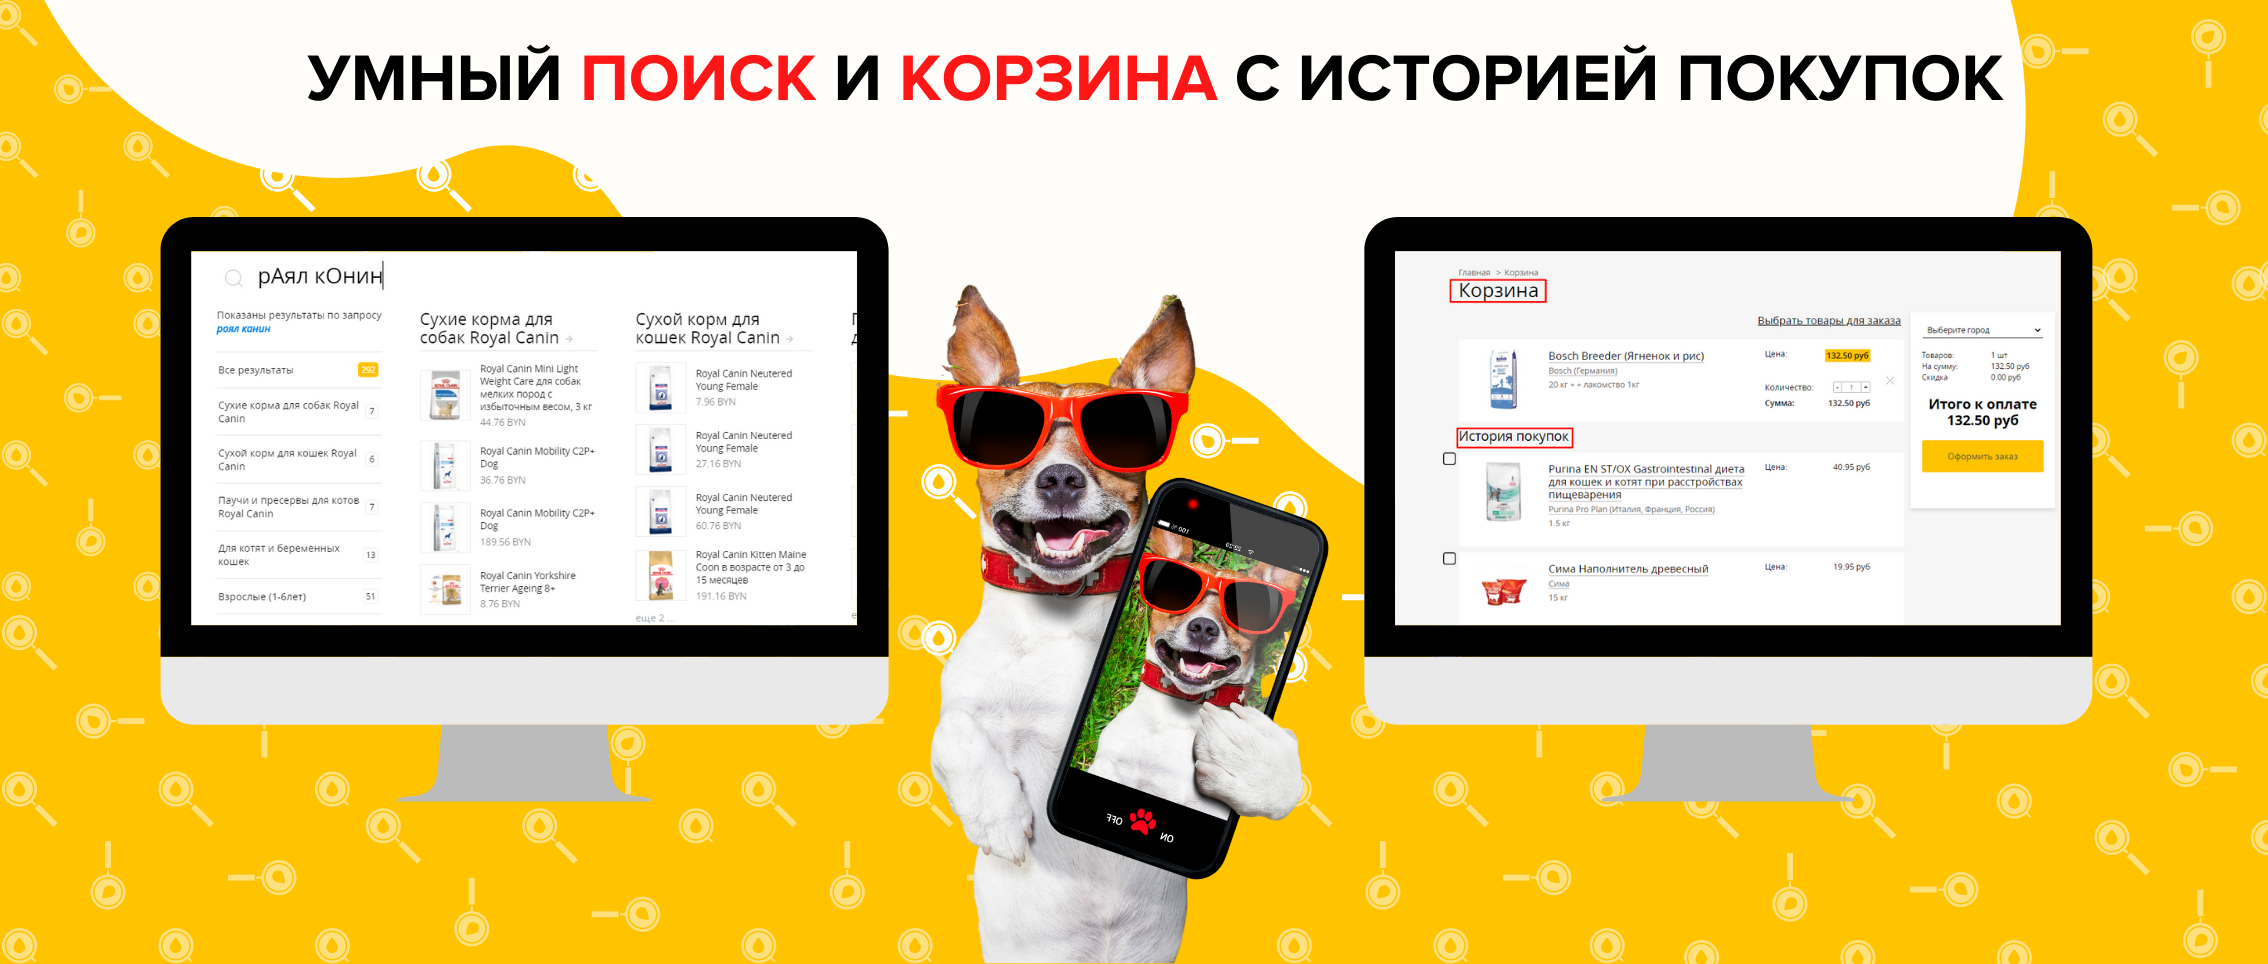 УМНЫЙ ПОИСК И КОРЗИНА С ИСТОРИЕЙ ПОКУПОК
рАял кОнин
Показаны результаты по запросу
роял канин
Все результаты 292
Сухие корма для собак Royal
Canin 7
Сухой корм для кошек Royal
Canin 6
Паучи и пресервы для котов
Royal Canin 7
Для котят и беременных
кошек 13
Взрослые (1-6лет) 51
Сухие корма для
собак Royal Canin →
Royal Canin Mini Light
Weight Care для собак
мелких пород с
избыточным весом, 3 кг
44.76 BYN
Royal Canin Mobility C2P+
Dog
36.76 BYN
Royal Canin Mobility C2P+
Dog
189.56 BYN
Royal Canin Yorkshire
Terrier Ageing 8+
8.76 BYN
Сухой корм для
кошек Royal Canin →
Royal Canin Neutered
Young Female
7.96 BYN
Royal Canin Neutered
Young Female
27.16 BYN
Royal Canin Neutered
Young Female
60.76 BYN
Royal Canin Kitten Maine
Coon в возрасте от 3 до
15 месяцев
191.16 BYN
еще 2 ...
OFF
ON
Главная > Корзина
Корзина
Выбрать товары для заказа
Bosch Breeder (Ягненок и рис)
Bosch (Германия)
20 кг + + лакомство 1кг
Цена: 132.50 руб
Количество: - 1 +
Сумма: 132.50 руб
История покупок
Purina EN ST/OX Gastrointestinal диета
для кошек и котят при расстройствах
пищеварения
Purina Pro Plan (Италия, Франция, Россия)
1.5 кг
Цена: 40.95 руб
Сима Наполнитель древесный
Сима
15 кг
Цена: 19.95 руб
Выберите город
Товаров: 1 шт
На сумму: 132.50 руб
Скидка 0.00 руб
Итого к оплате
132.50 руб
Оформить заказ